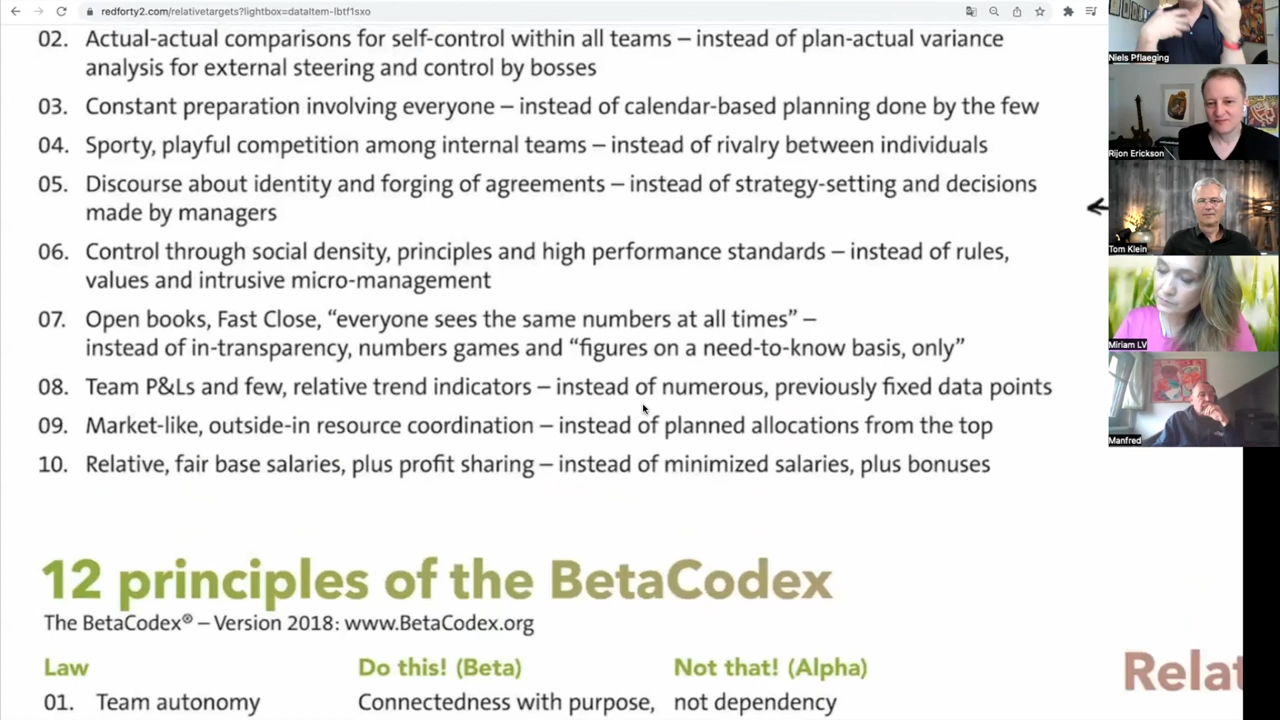 redforty2.com/relativetargets?lightbox=dataItem-lbtf1sxo
02. Actual-actual comparisons for self-control within all teams – instead of plan-actual variance
analysis for external steering and control by bosses
03. Constant preparation involving everyone – instead of calendar-based planning done by the few
04. Sporty, playful competition among internal teams – instead of rivalry between individuals
05. Discourse about identity and forging of agreements – instead of strategy-setting and decisions
made by managers
06. Control through social density, principles and high performance standards – instead of rules,
values and intrusive micro-management
07. Open books, Fast Close, “everyone sees the same numbers at all times” –
instead of in-transparency, numbers games and “figures on a need-to-know basis, only”
08. Team P&Ls and few, relative trend indicators – instead of numerous, previously fixed data points
09. Market-like, outside-in resource coordination – instead of planned allocations from the top
10. Relative, fair base salaries, plus profit sharing – instead of minimized salaries, plus bonuses
12 principles of the BetaCodex
The BetaCodex® – Version 2018: www.BetaCodex.org
Law Do this! (Beta) Not that! (Alpha)
01. Team autonomy Connectedness with purpose, not dependency
Relat
Niels Pflaeging
Rijon Erickson
Tom Klein
Miriam LV
Manfred